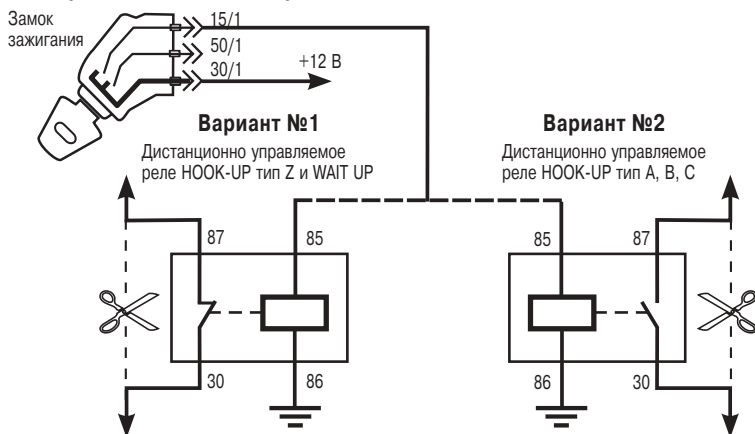 Замок
зажигания
15/1
50/1
30/1
+12 В
Вариант №1
Дистанционно управляемое
реле HOOK-UP тип Z и WAIT UP
Вариант №2
Дистанционно управляемое
реле HOOK-UP тип A, B, C
87
85
85
87
30
86
86
30